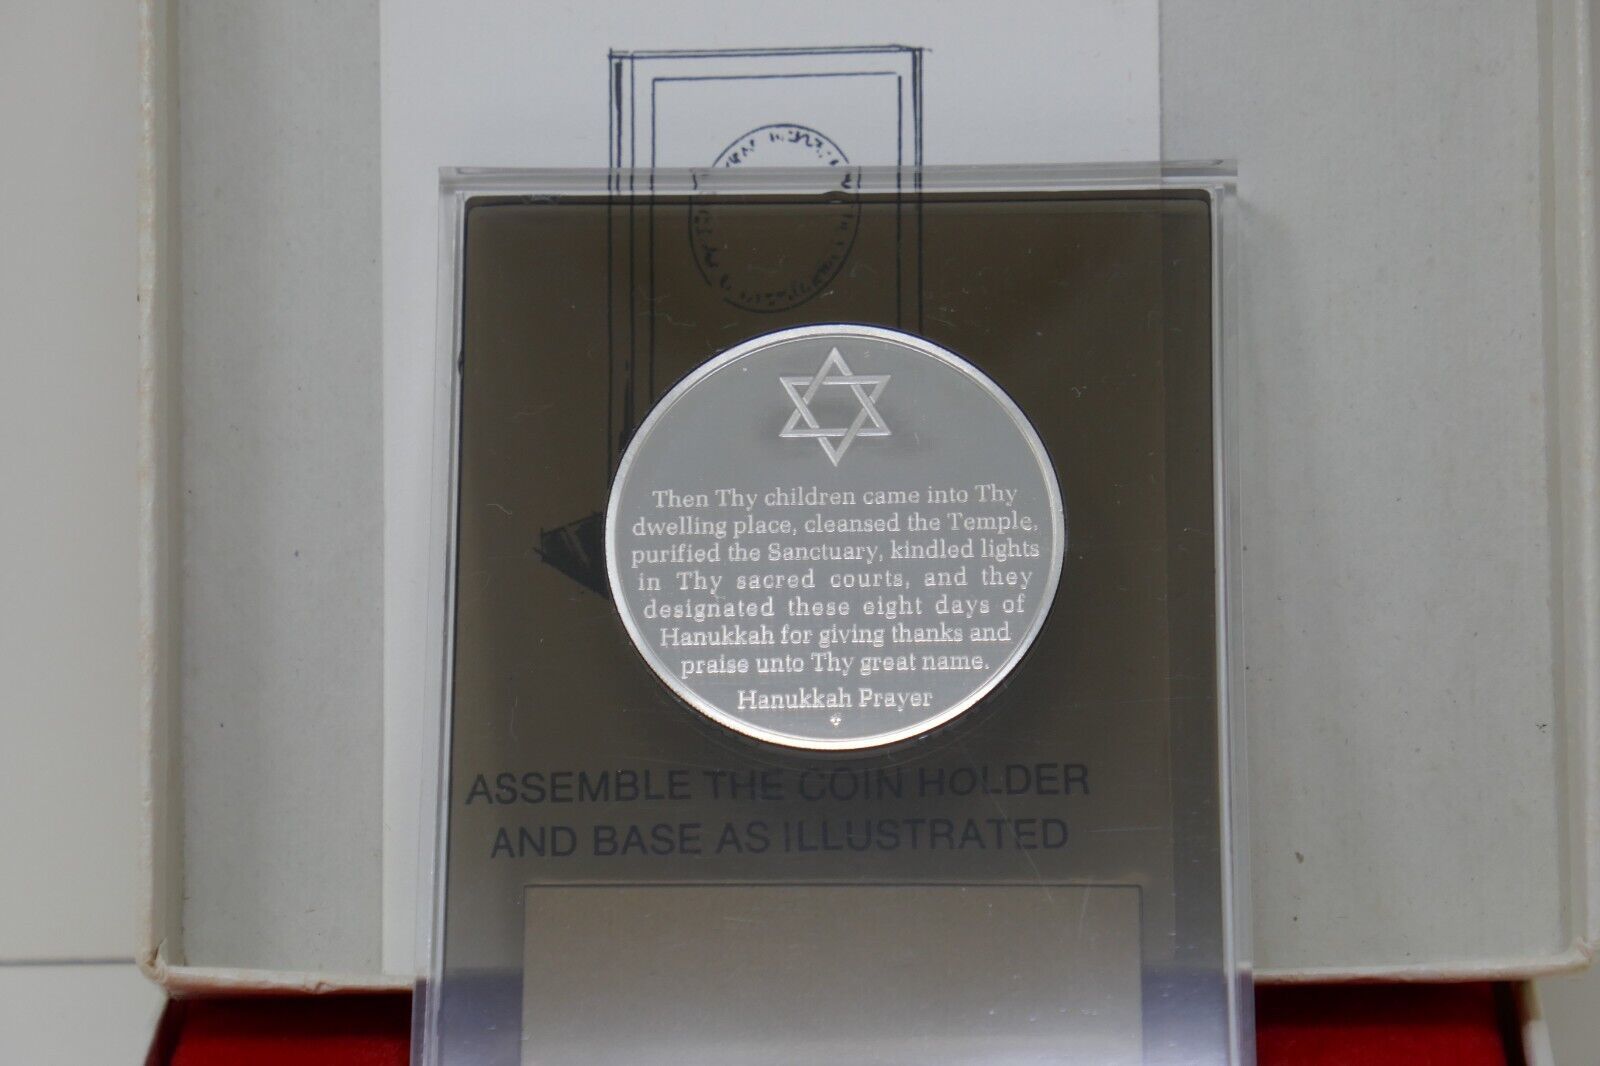 Then Thy children came into Thy
dwelling place, cleansed the Temple,
purified the Sanctuary, kindled lights
in Thy sacred courts, and they
designated these eight days of
Hanukkah for giving thanks and
praise unto Thy great name.
Hanukkah Prayer
ASSEMBLE THE COIN HOLDER
AND BASE AS ILLUSTRATED